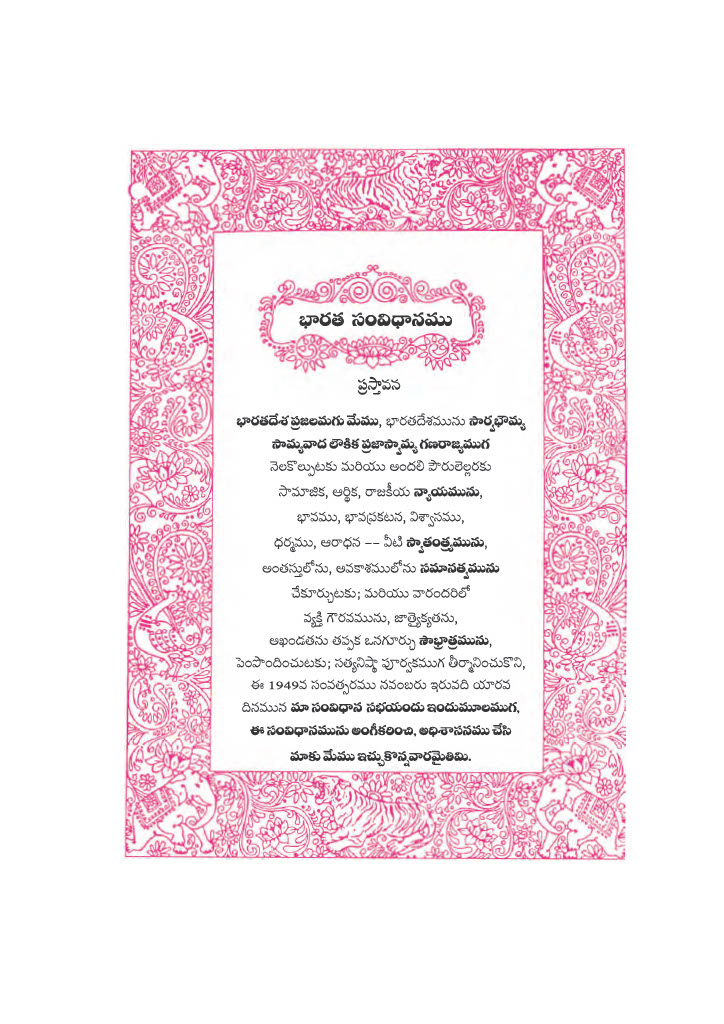 భారత సంవిధానము
ప్రస్తావన
భారతదేశ ప్రజలమగు మేము, భారతదేశమును సార్వభౌమ్య
సామ్యవాద లౌకిక ప్రజాస్వామ్య గణరాజ్యముగ
నెలకొల్పుటకు మరియు అందలి పౌరులెల్లరకు
సామాజిక, ఆర్థిక, రాజకీయ న్యాయమును,
భావము, భావప్రకటన, విశ్వాసము,
ధర్మము, ఆరాధన –– వీటి స్వాతంత్ర్యమును,
అంతస్తులోను, అవకాశములోను సమానత్వమును
చేకూర్చుటకు; మరియు వారందరిలో
వ్యక్తి గౌరవమును, జాత్యైక్యతను,
అఖండతను తప్పక ఒనగూర్చు సౌభ్రాత్రమును,
పెంపొందించుటకు; సత్యనిష్ఠా పూర్వకముగ తీర్మానించుకొని,
ఈ 1949వ సంవత్సరము నవంబరు ఇరువది యారవ
దినమున మా సంవిధాన సభయందు ఇందుమూలముగ,
ఈ సంవిధానమును అంగీకరించి, అధిశాసనము చేసి
మాకు మేము ఇచ్చుకొన్నవారమైతిమి.